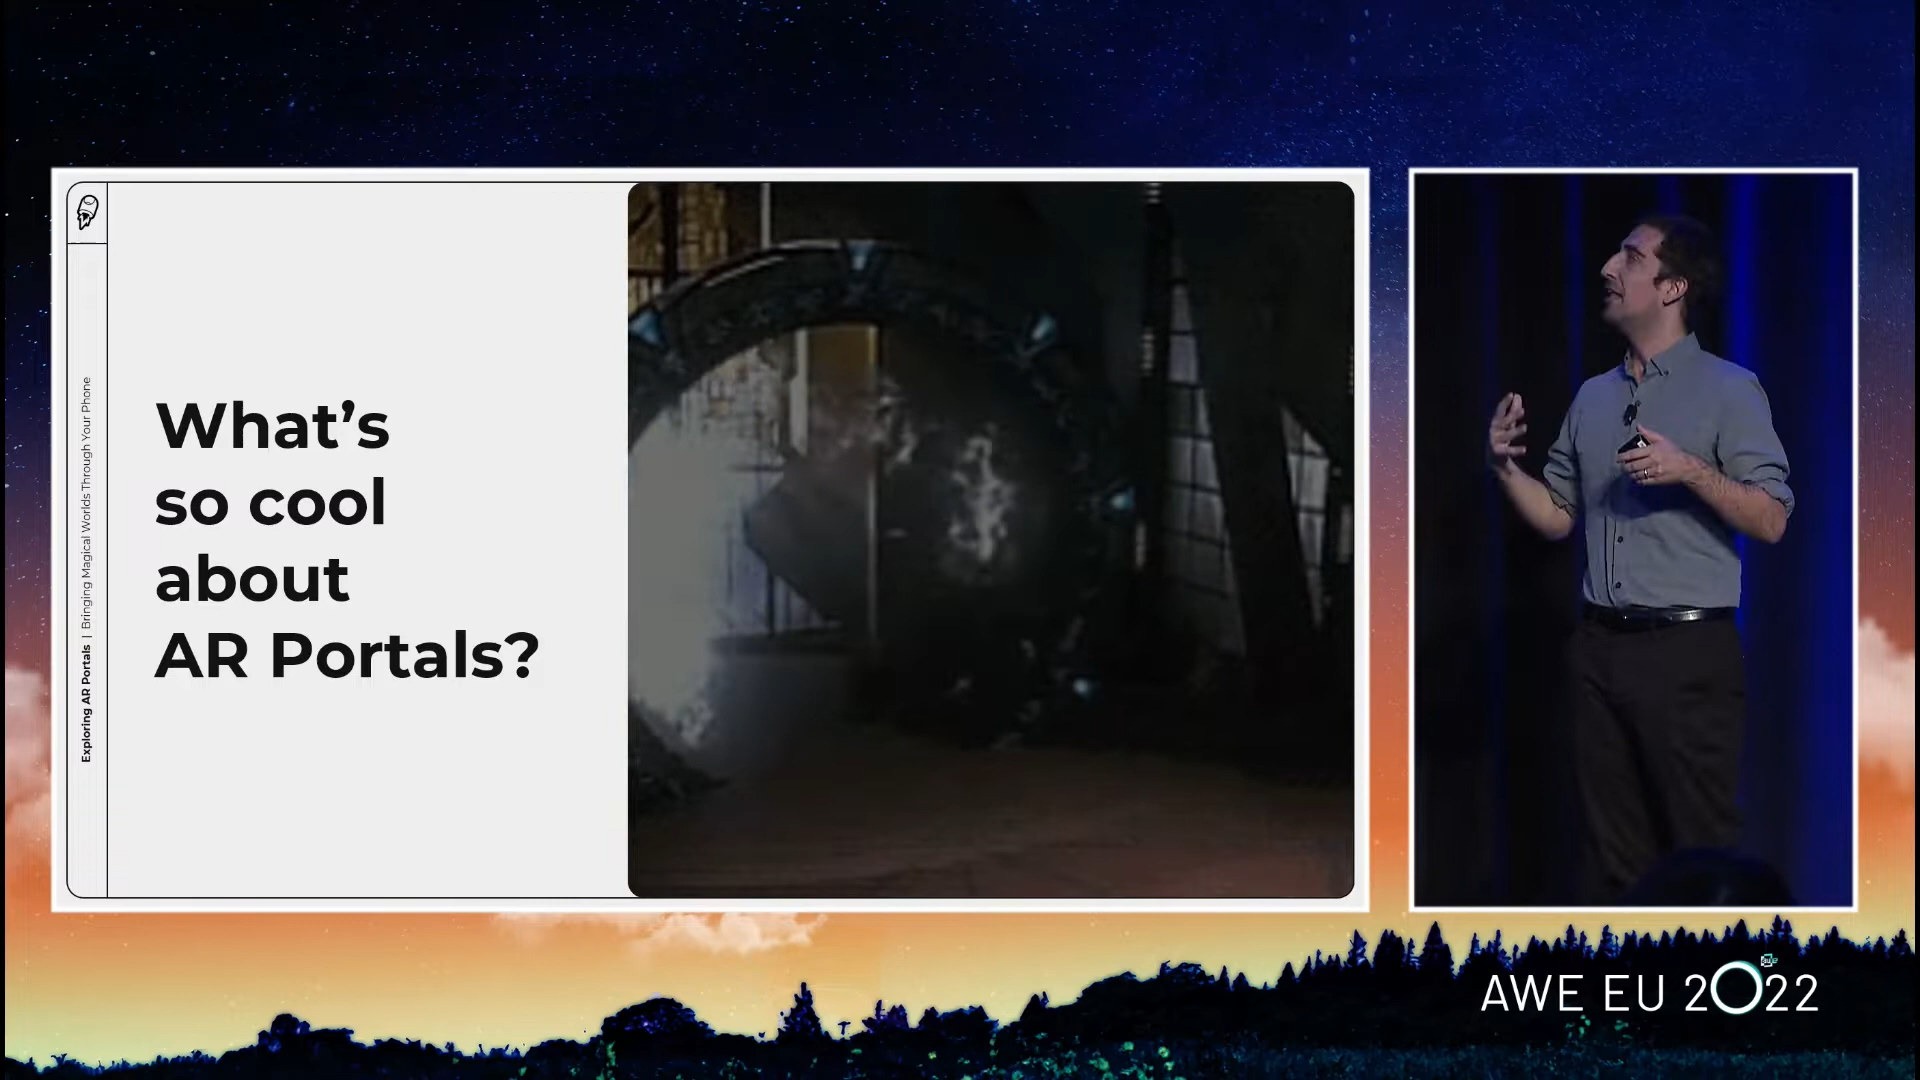 Exploring AR Portals | Bringing Magical Worlds Through Your Phone
What’s
so cool
about
AR Portals?
AWE EU 2022